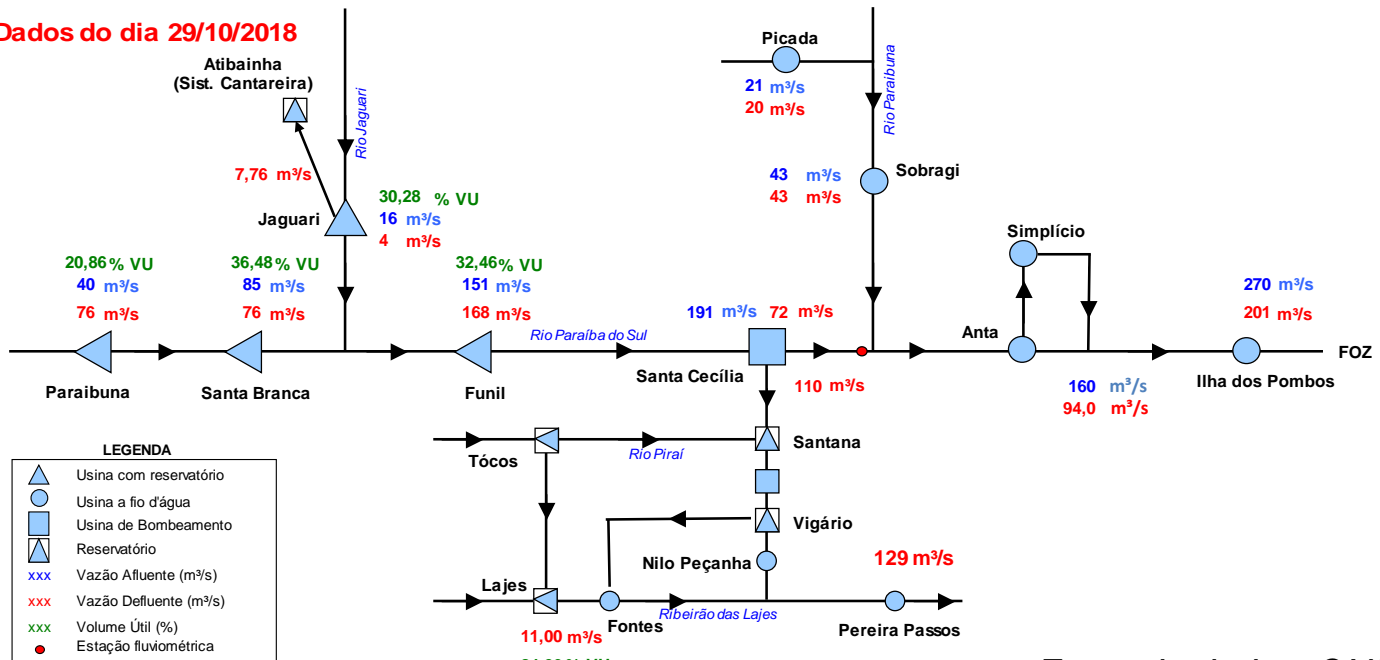 Dados do dia 29/10/2018
Atibainha
(Sist. Cantareira)
Rio Jaguari
7,76 m³/s
Jaguari
30,28 % VU
16 m³/s
4 m³/s
Picada
21 m³/s
20 m³/s
Rio Paraibuna
43 m³/s
43 m³/s
Sobragi
Simplício
20,86 % VU
40 m³/s
76 m³/s
Paraibuna
36,48 % VU
85 m³/s
76 m³/s
Santa Branca
32,46 % VU
151 m³/s
168 m³/s
Funil
Rio Paraíba do Sul
191 m³/s 72 m³/s
Santa Cecília
110 m³/s
Anta
160 m³/s
94,0 m³/s
270 m³/s
201 m³/s
Ilha dos Pombos
FOZ
Tócos
Rio Piraí
Santana
Vigário
Nilo Peçanha
129 m³/s
Lajes
11,00 m³/s
Fontes
Ribeirão das Lajes
Pereira Passos
LEGENDA
Usina com reservatório
Usina a fio d'água
Usina de Bombeamento
Reservatório
xxx Vazão Afluente (m³/s)
xxx Vazão Defluente (m³/s)
xxx Volume Útil (%)
Estação fluviométrica